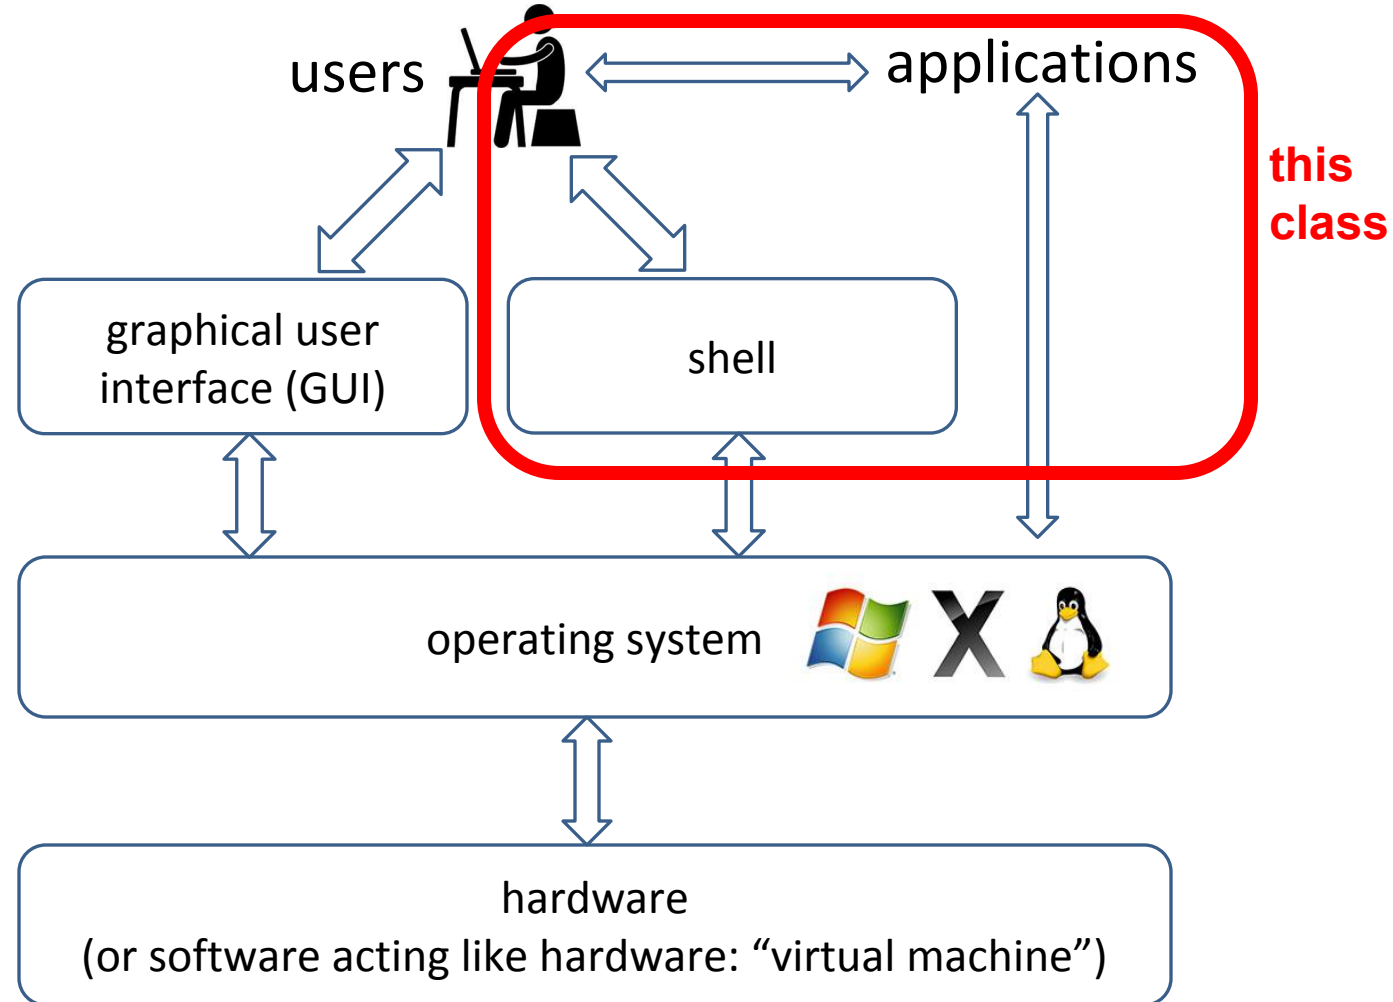 users
applications
this
class
graphical user
interface (GUI)
shell
operating system
X
hardware
(or software acting like hardware: “virtual machine”)